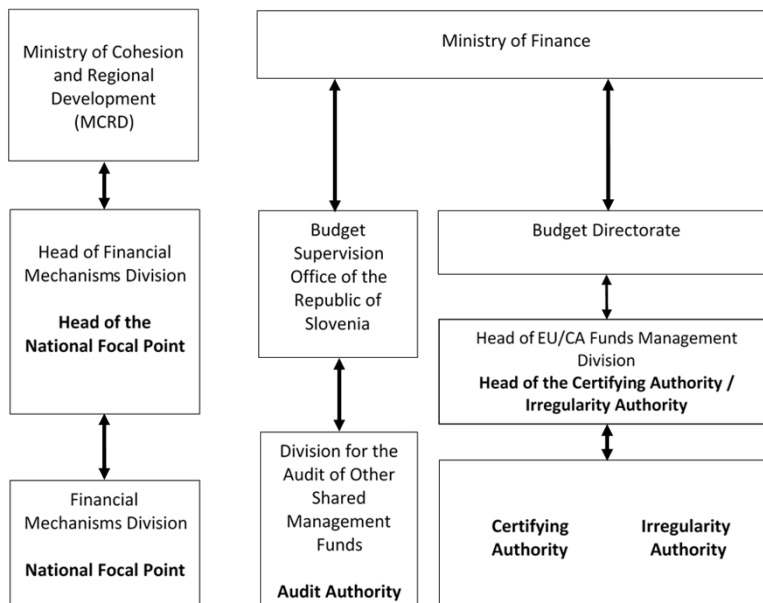 Ministry of Cohesion
and Regional
Development
(MCRD)
Ministry of Finance
Head of Financial
Mechanisms Division
Head of the
National Focal Point
Budget
Supervision
Office of the
Republic of
Slovenia
Budget Directorate
Head of EU/CA Funds Management
Division
Head of the Certifying Authority /
Irregularity Authority
Financial
Mechanisms Division
National Focal Point
Division for the
Audit of Other
Shared
Management
Funds
Audit Authority
Certifying
Authority
Irregularity
Authority